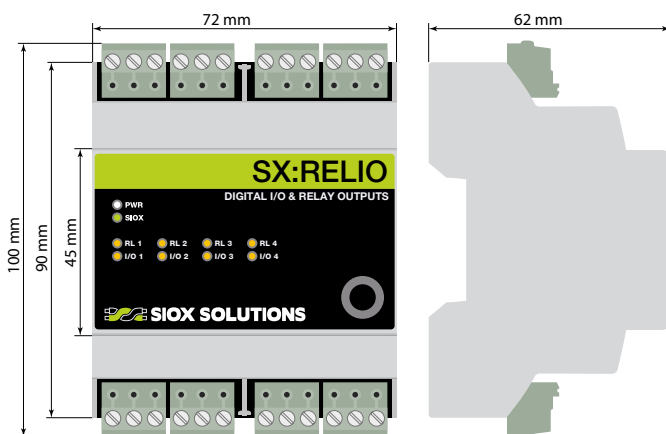 72 mm
62 mm
100 mm
90 mm
45 mm
SX:RELIO
DIGITAL I/O & RELAY OUTPUTS
PWR
SIOX
RL 1 RL 2 RL 3 RL 4
I/O 1 I/O 2 I/O 3 I/O 4
SIOX SOLUTIONS